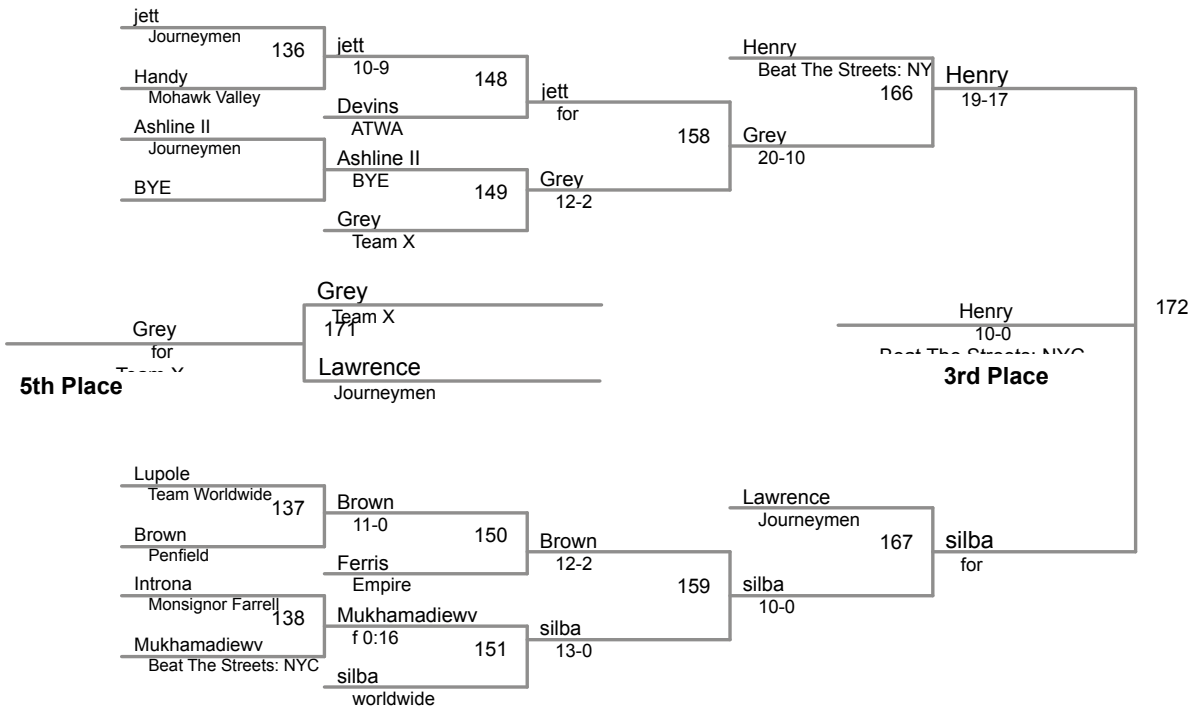 jett
Journeymen
136
Handy
Mohawk Valley
Ashline II
Journeymen
BYE
jett
10-9
148
Devins
ATWA
Ashline II
BYE
149
Grey
Team X
jett
for
158
Grey
12-2
Henry
Beat The Streets: NY
166
Grey
20-10
Henry
19-17
172
Grey
Team X
171
Lawrence
Journeymen
Grey
for
Team X
5th Place
Henry
10-0
Beat The Streets: NYC
3rd Place
Lupole
Team Worldwide
137
Brown
Penfield
Introna
Monsignor Farrell
138
Mukhamadiewv
Beat The Streets: NYC
Brown
11-0
150
Ferris
Empire
Mukhamadiewv
f 0:16
151
silba
worldwide
Brown
12-2
159
silba
13-0
Lawrence
Journeymen
167
silba
10-0
silba
for